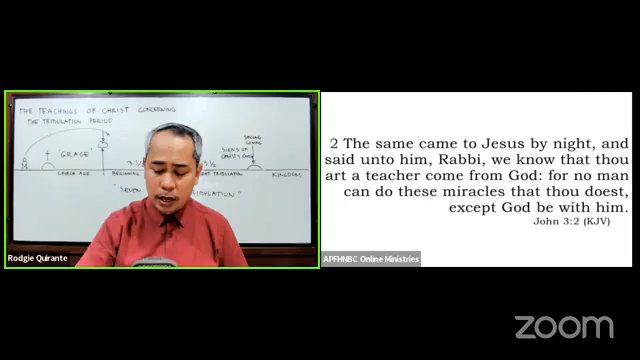 THE TEACHINGS OF CHRIST CONCERNING
THE TRIBULATION PERIOD
"GRACE"
CHURCH AGE
BEGINNING
3 1/2
"SEVEN
TRIBULATION"
SECOND
COMING
SIGNS OF
CHRIST'S COMING
KINGDOM
Rodgie Quirante
2 The same came to Jesus by night, and
said unto him, Rabbi, we know that thou
art a teacher come from God: for no man
can do these miracles that thou doest,
except God be with him.
John 3:2 (KJV)
APFHNBC Online Ministries
zoom